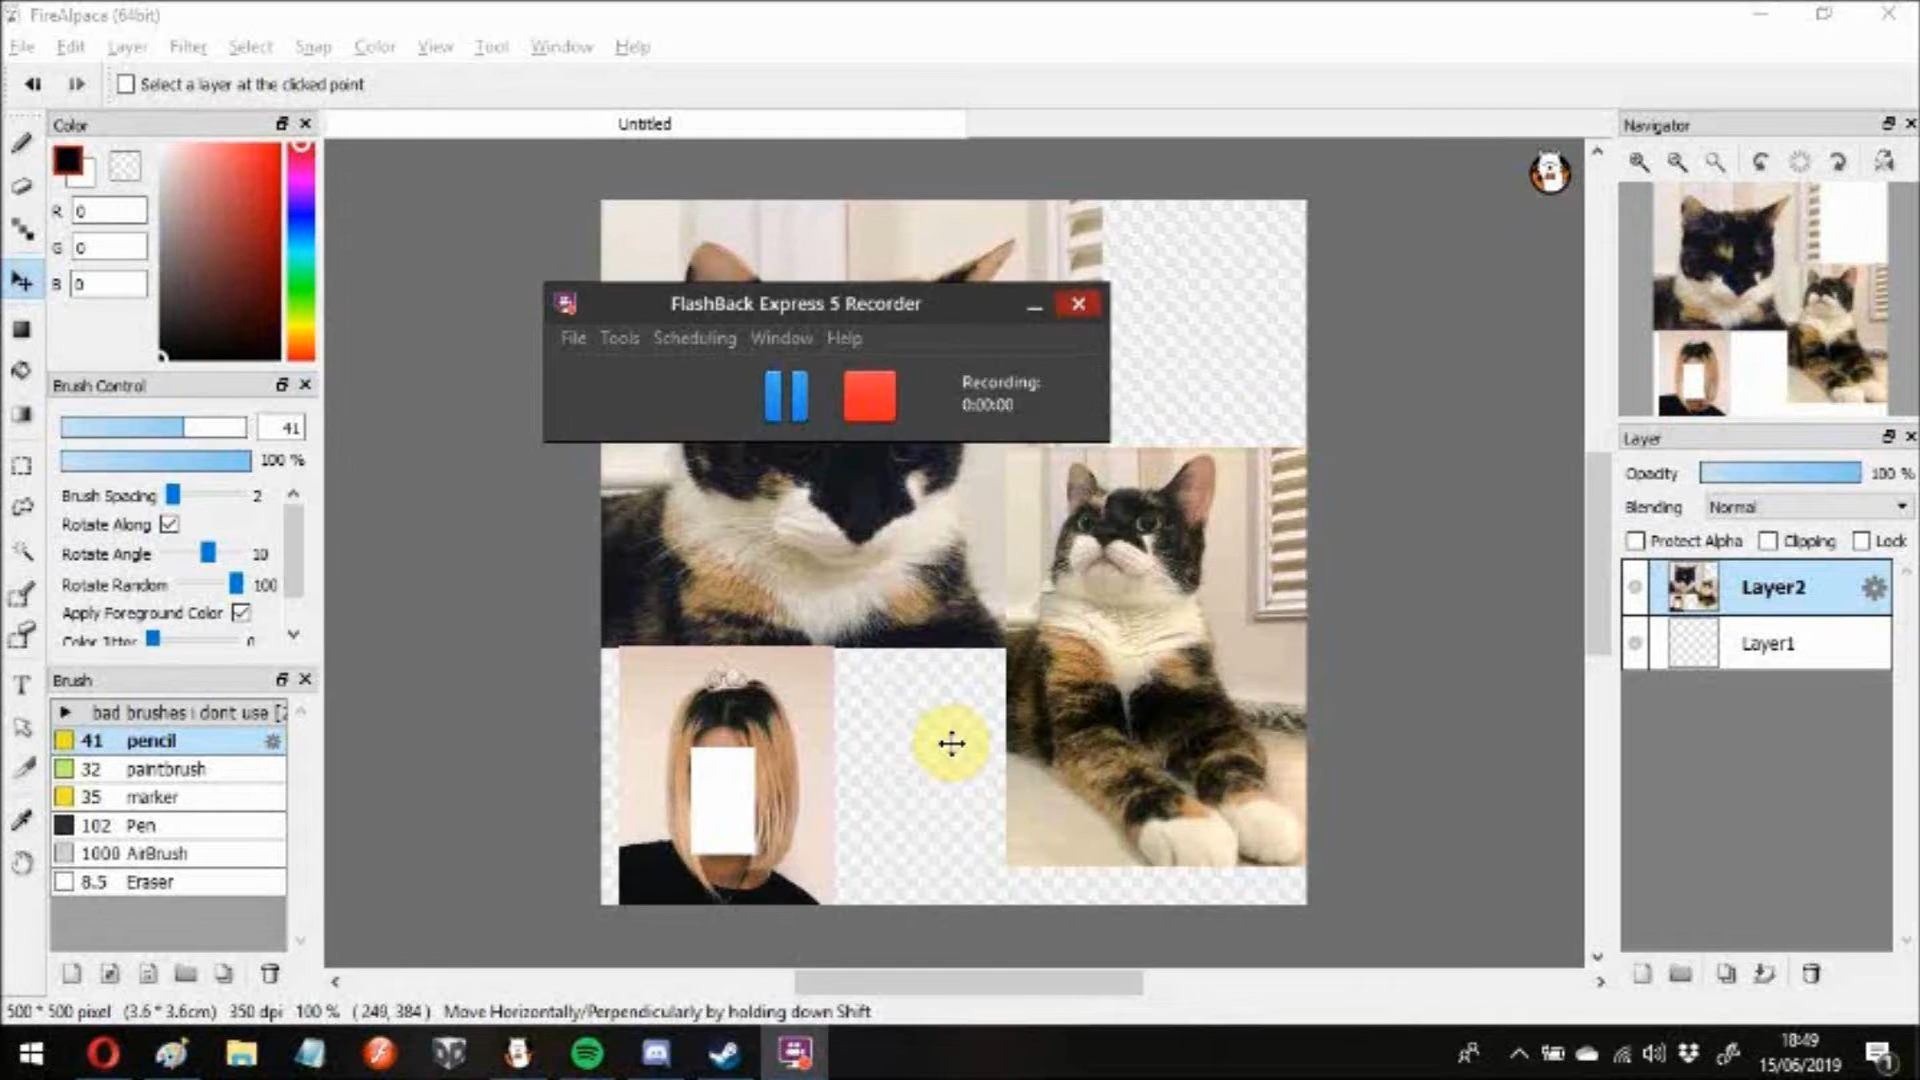 FireAlpaca (64bit)
File Edit Layer Filter Select Snap Color View Tool Window Help
Select a layer at the clicked point
Color
Untitled
Navigator
R 0
G 0
B 0
FlashBack Express 5 Recorder
File Tools Scheduling Window Help
Recording:
0:00:00
Brush Control
41
100 %
Brush Spacing 2
Rotate Along
Rotate Angle 10
Rotate Random 100
Apply Foreground Color
Color Jitter 0
Layer
Opacity 100 %
Blending Normal
Protect Alpha Clipping Lock
Layer2
Layer1
Brush
bad brushes i dont use [2
41 pencil
32 paintbrush
35 marker
102 Pen
1000 AirBrush
8.5 Eraser
T
500 * 500 pixel (3.6 * 3.6cm) 350 dpi 100 % ( 249, 384 ) Move Horizontally/Perpendicularly by holding down Shift
18:49
15/06/2019
1